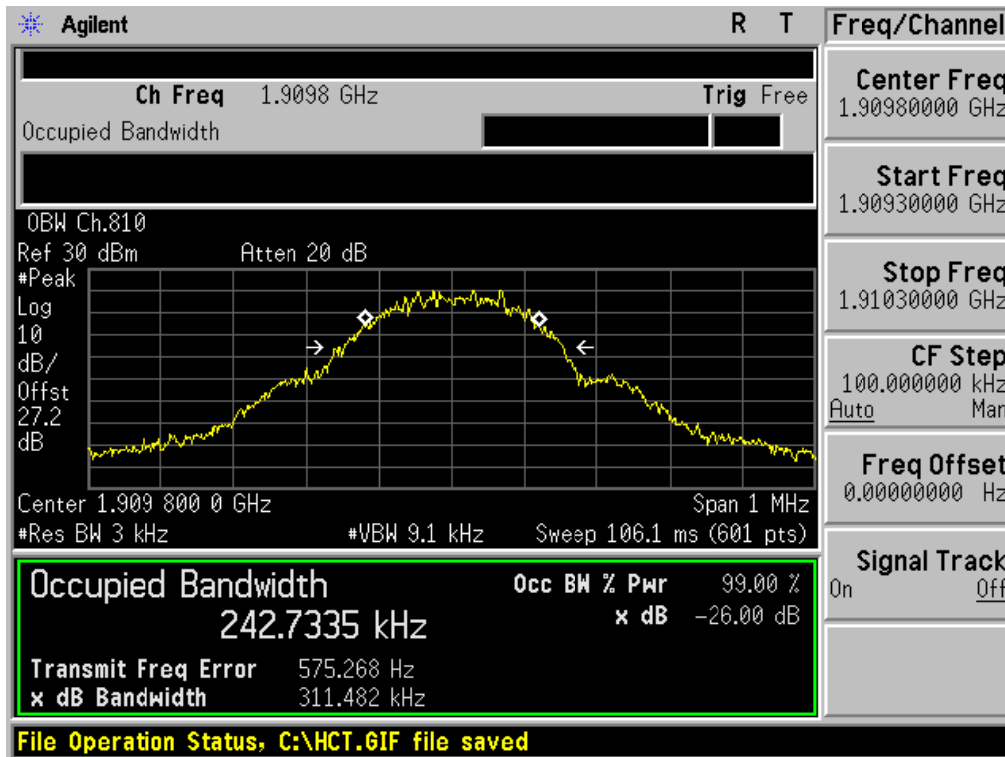 Agilent R T Freq/Channel
Ch Freq 1.9098 GHz Trig Free
Occupied Bandwidth
Center Freq
1.90980000 GHz
Start Freq
1.90930000 GHz
Stop Freq
1.91030000 GHz
CF Step
100.000000 kHz
Auto Man
Freq Offset
0.00000000 Hz
Signal Track
On Off
OBW Ch.810
Ref 30 dBm Atten 20 dB
#Peak
Log
10
dB/
Offst
27.2
dB
Center 1.909 800 0 GHz Span 1 MHz
#Res BW 3 kHz #VBW 9.1 kHz Sweep 106.1 ms (601 pts)
Occupied Bandwidth Occ BW % Pwr 99.00 %
242.7335 kHz x dB -26.00 dB
Transmit Freq Error 575.268 Hz
x dB Bandwidth 311.482 kHz
File Operation Status, C:\HCT.GIF file saved